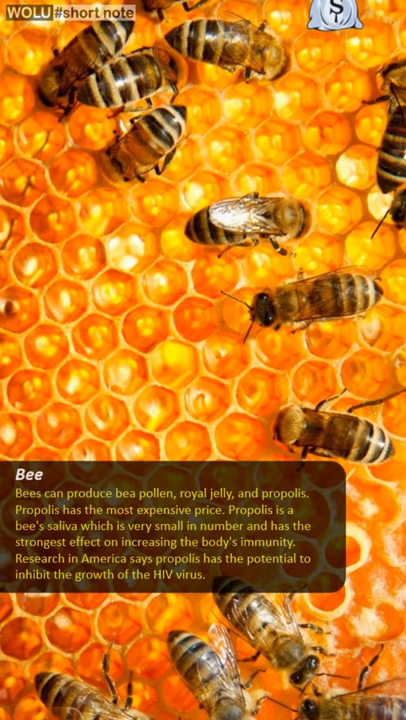 WOLU #short note
S
Bee
Bees can produce bea pollen, royal jelly, and propolis.
Propolis has the most expensive price. Propolis is a
bee's saliva which is very small in number and has the
strongest effect on increasing the body's immunity.
Research in America says propolis has the potential to
inhibit the growth of the HIV virus.